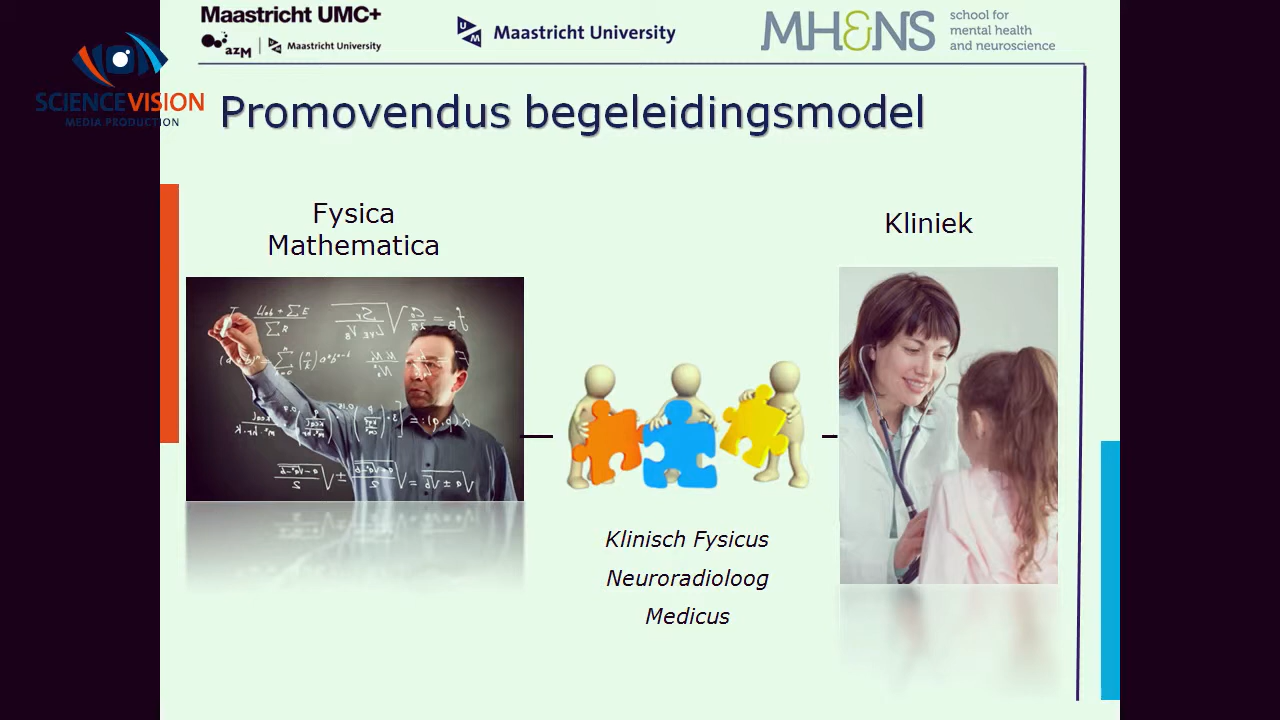 Maastricht UMC+
azM
Maastricht University
UM
Maastricht University
MHeNS
school for
mental health
and neuroscience
SCIENCEVISION
MEDIA PRODUCTION
Promovendus begeleidingsmodel
Fysica
Mathematica
Kliniek
Klinisch Fysicus
Neuroradioloog
Medicus